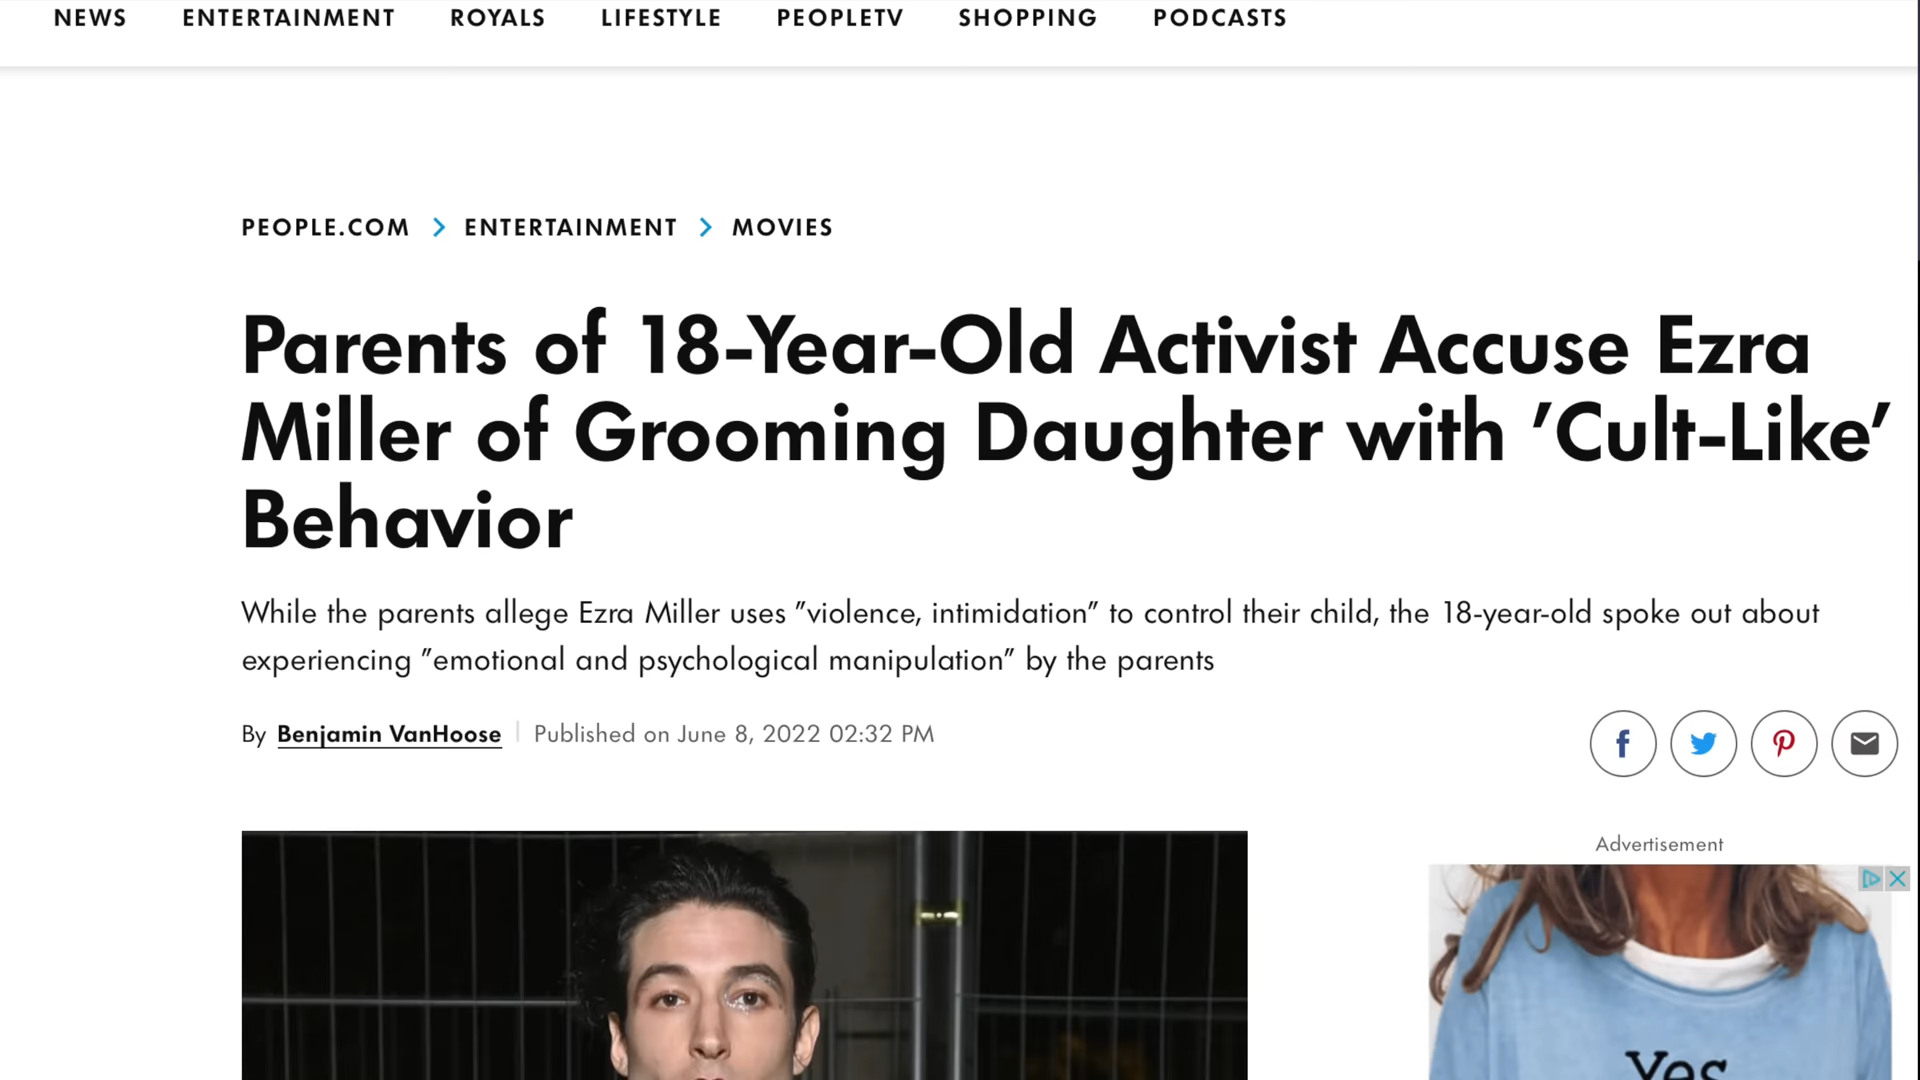 NEWS ENTERTAINMENT ROYALS LIFESTYLE PEOPLETV SHOPPING PODCASTS
PEOPLE.COM > ENTERTAINMENT > MOVIES
Parents of 18-Year-Old Activist Accuse Ezra
Miller of Grooming Daughter with 'Cult-Like'
Behavior
While the parents allege Ezra Miller uses "violence, intimidation" to control their child, the 18-year-old spoke out about
experiencing "emotional and psychological manipulation" by the parents
By Benjamin VanHoose | Published on June 8, 2022 02:32 PM
Advertisement
Yes